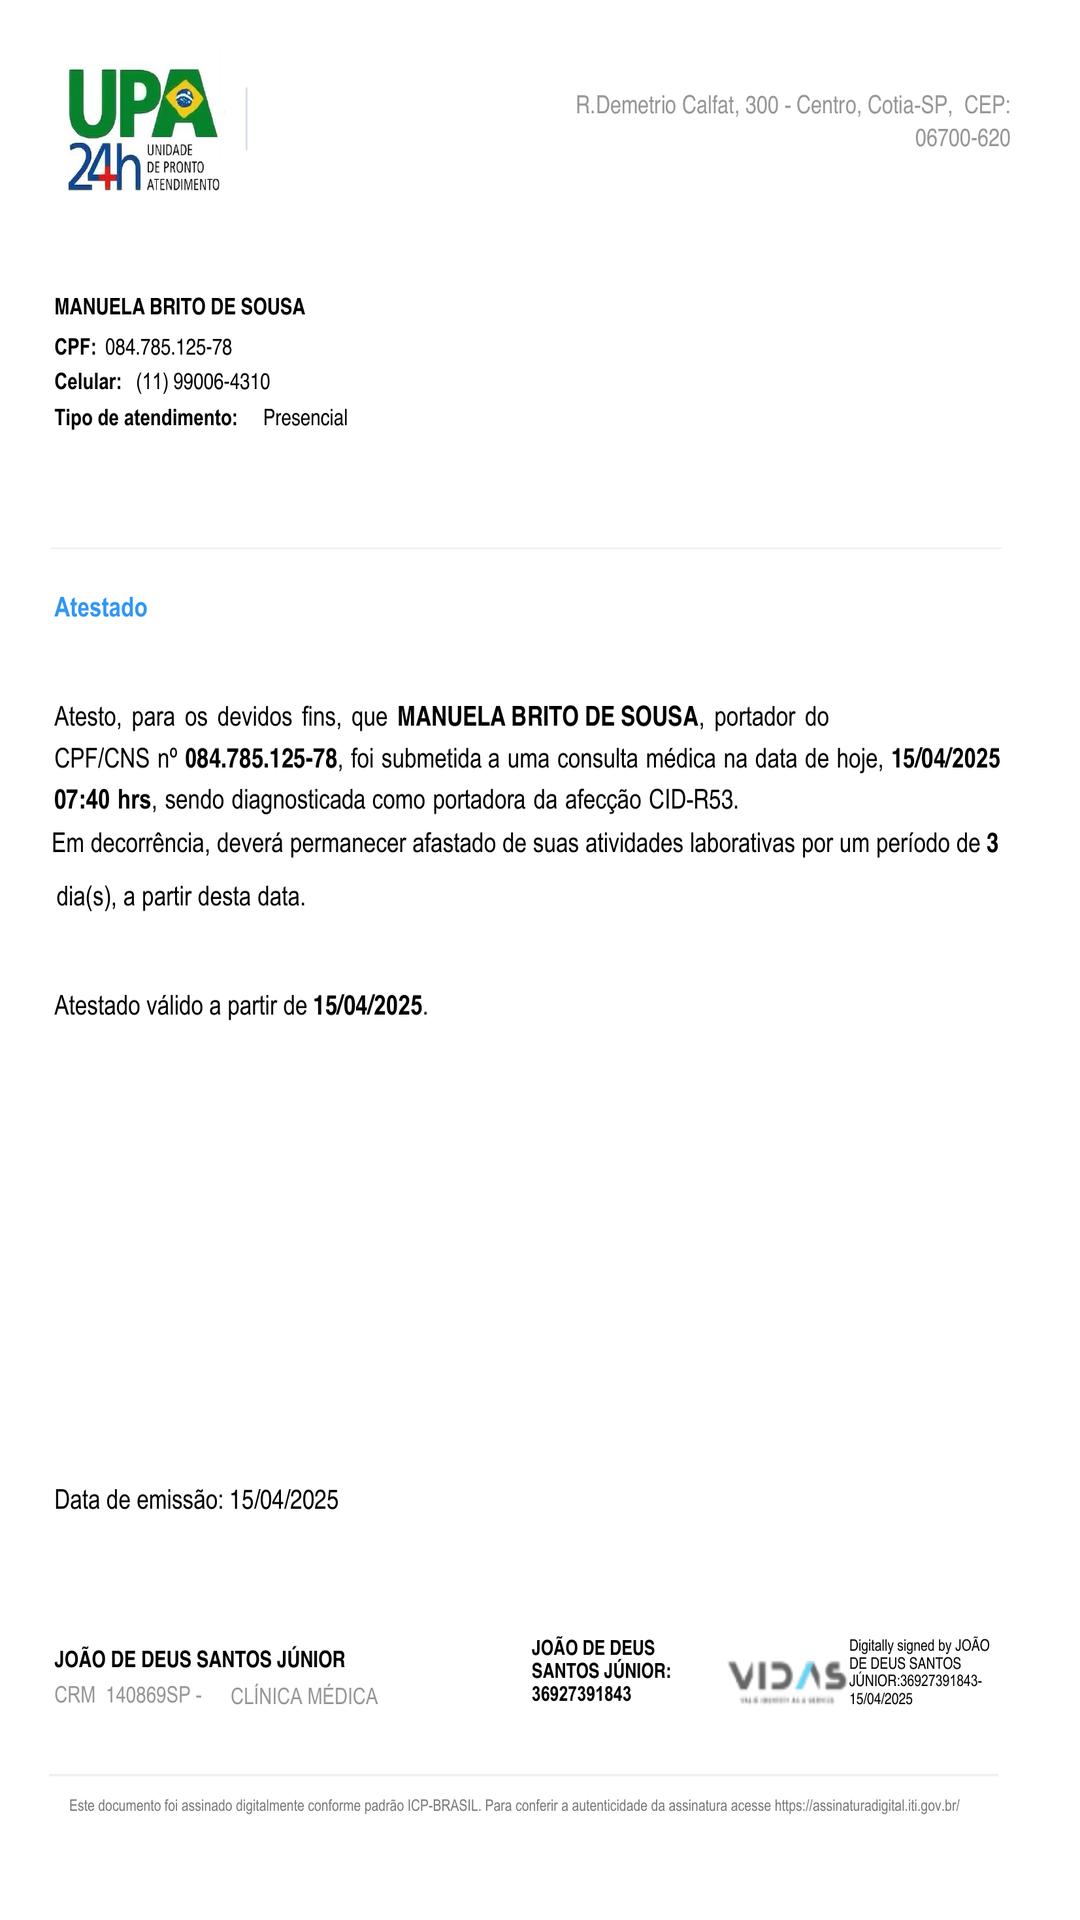 UPA
24h
UNIDADE
DE PRONTO
ATENDIMENTO
R.Demetrio Calfat, 300 - Centro, Cotia-SP, CEP:
06700-620
MANUELA BRITO DE SOUSA
CPF: 084.785.125-78
Celular: (11) 99006-4310
Tipo de atendimento: Presencial
Atestado
Atesto, para os devidos fins, que MANUELA BRITO DE SOUSA, portador do
CPF/CNS nº 084.785.125-78, foi submetida a uma consulta médica na data de hoje, 15/04/2025
07:40 hrs, sendo diagnosticada como portadora da afecção CID-R53.
Em decorrência, deverá permanecer afastado de suas atividades laborativas por um período de 3
dia(s), a partir desta data.
Atestado válido a partir de 15/04/2025.
Data de emissão: 15/04/2025
JOÃO DE DEUS SANTOS JÚNIOR
CRM 140869SP - CLÍNICA MÉDICA
JOÃO DE DEUS
SANTOS JÚNIOR:
36927391843
VIDAS
Digitally signed by JOÃO
DE DEUS SANTOS
JÚNIOR:36927391843-
15/04/2025
Este documento foi assinado digitalmente conforme padrão ICP-BRASIL. Para conferir a autenticidade da assinatura acesse https://assinaturadigital.iti.gov.br/